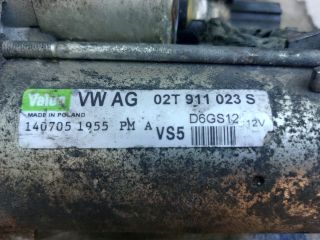 Valeo VW AG 02T 911 023 S
MADE IN POLAND D6GS12 12V
140705 1955 PM A VS5